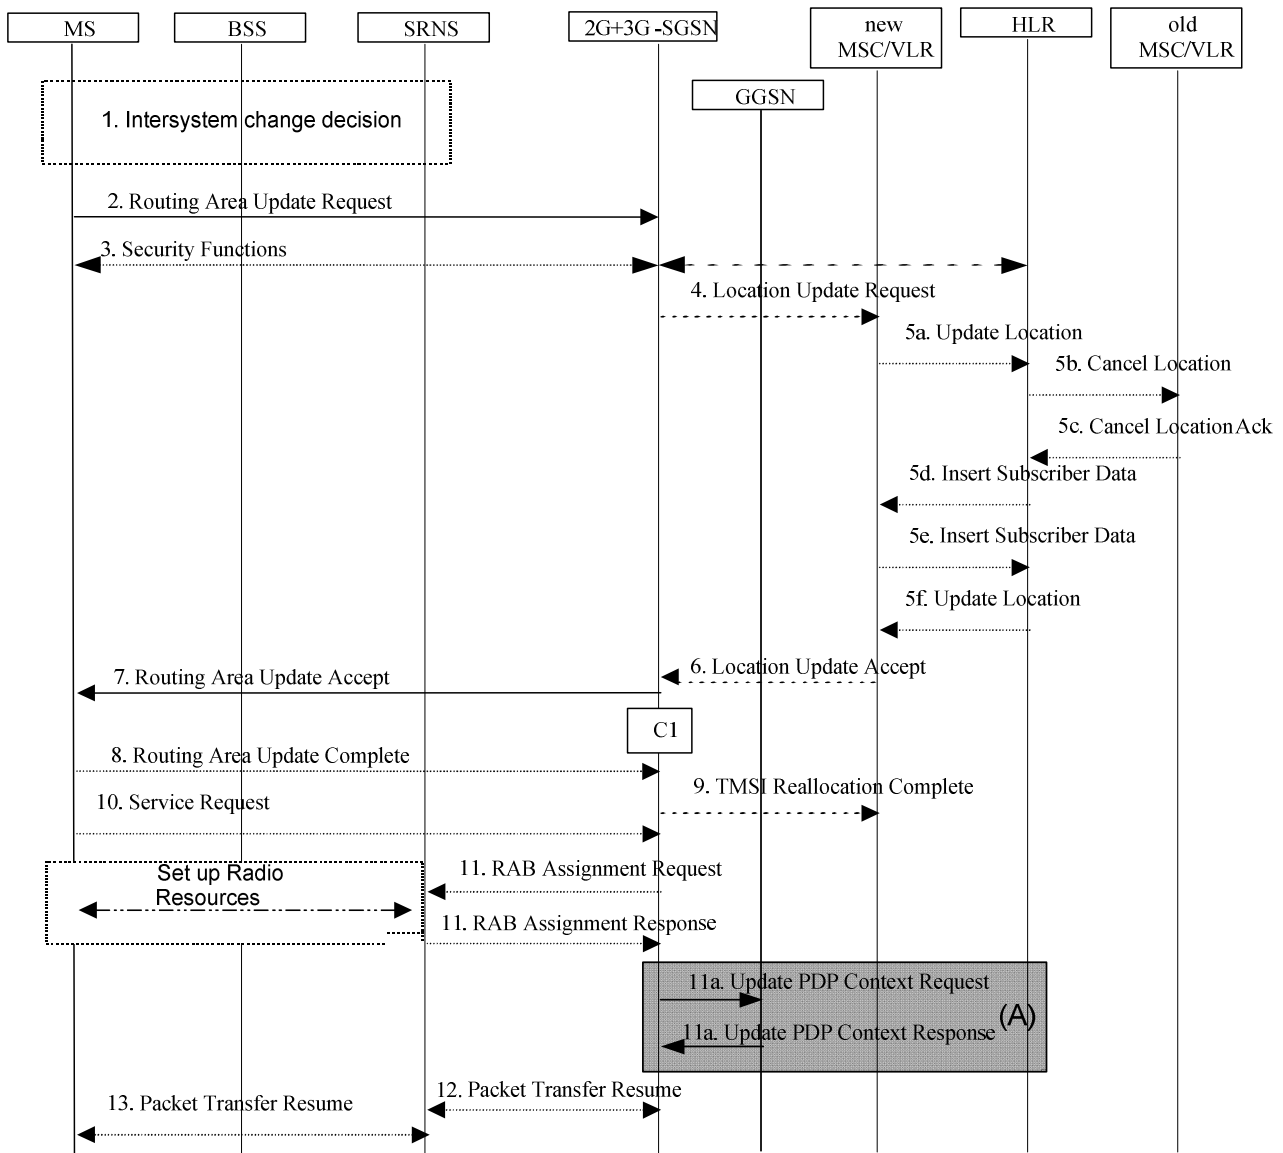 MS
BSS
SRNS
2G+3G-SGSN
new
MSC/VLR
HLR
old
MSC/VLR
GGSN
1. Intersystem change decision
2. Routing Area Update Request
3. Security Functions
4. Location Update Request
5a. Update Location
5b. Cancel Location
5c. Cancel Location Ack
5d. Insert Subscriber Data
5e. Insert Subscriber Data
5f. Update Location
6. Location Update Accept
7. Routing Area Update Accept
C1
8. Routing Area Update Complete
9. TMSI Reallocation Complete
10. Service Request
11. RAB Assignment Request
Set up Radio
Resources
11. RAB Assignment Response
11a. Update PDP Context Request
(A)
11a. Update PDP Context Response
12. Packet Transfer Resume
13. Packet Transfer Resume